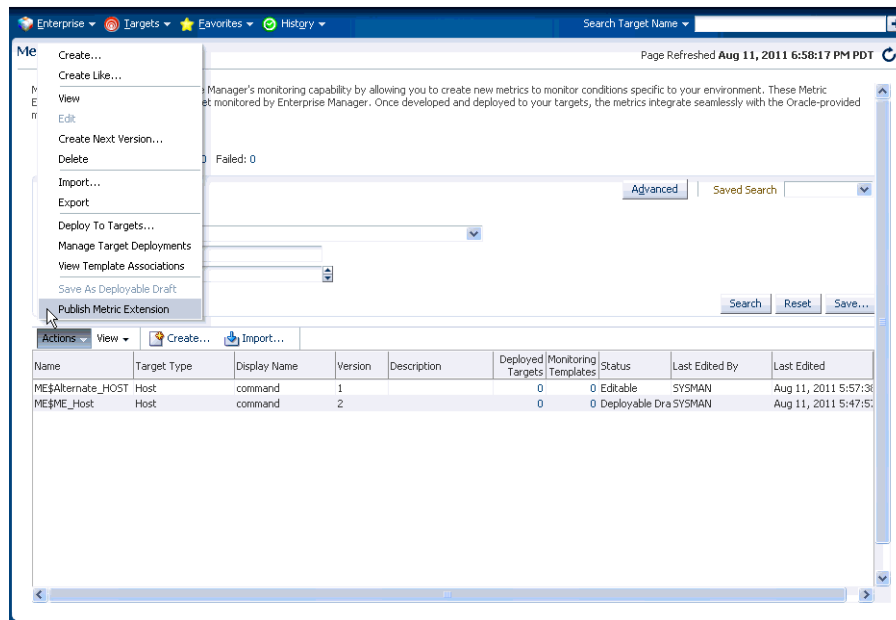 Enterprise Targets Favorites History Search Target Name
Me Page Refreshed Aug 11, 2011 6:58:17 PM PDT
Create...
Create Like...
M Manager's monitoring capability by allowing you to create new metrics to monitor conditions specific to your environment. These Metric
View
E et monitored by Enterprise Manager. Once developed and deployed to your targets, the metrics integrate seamlessly with the Oracle-provided
m
Edit
Create Next Version...
Delete
0 Failed: 0
Import...
Advanced Saved Search
Export
Deploy To Targets...
Manage Target Deployments
View Template Associations
Save As Deployable Draft
Publish Metric Extension
Search Reset Save...
Actions View Create... Import...
Name Target Type Display Name Version Description Deployed Targets Monitoring Templates Status Last Edited By Last Edited
ME$Alternate_HOST Host command 1 0 0 Editable SYSMAN Aug 11, 2011 5:57:38
ME$ME_Host Host command 2 0 0 Deployable Dra SYSMAN Aug 11, 2011 5:47:57